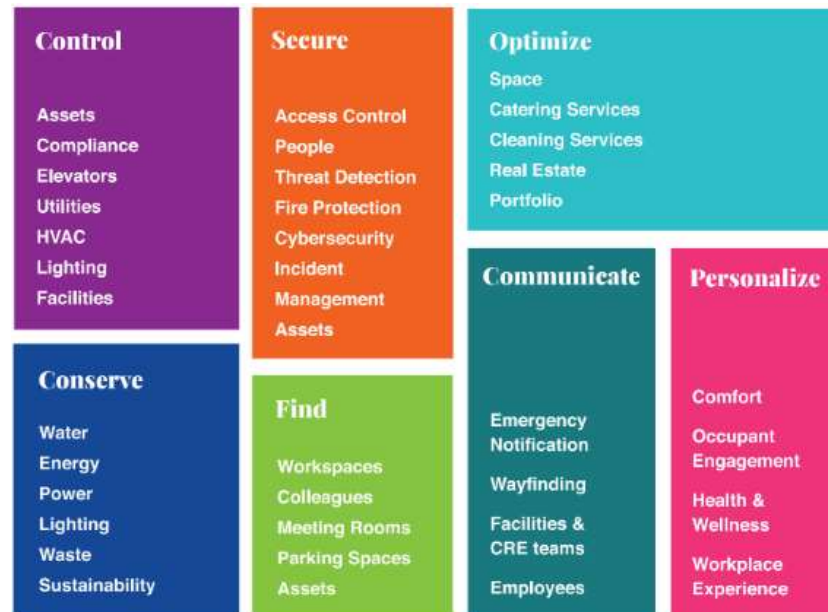 Control
Assets
Compliance
Elevators
Utilities
HVAC
Lighting
Facilities
Secure
Access Control
People
Threat Detection
Fire Protection
Cybersecurity
Incident
Management
Assets
Optimize
Space
Catering Services
Cleaning Services
Real Estate
Portfolio
Conserve
Water
Energy
Power
Lighting
Waste
Sustainability
Find
Workspaces
Colleagues
Meeting Rooms
Parking Spaces
Assets
Communicate
Emergency
Notification
Wayfinding
Facilities &
CRE teams
Employees
Personalize
Comfort
Occupant
Engagement
Health &
Wellness
Workplace
Experience